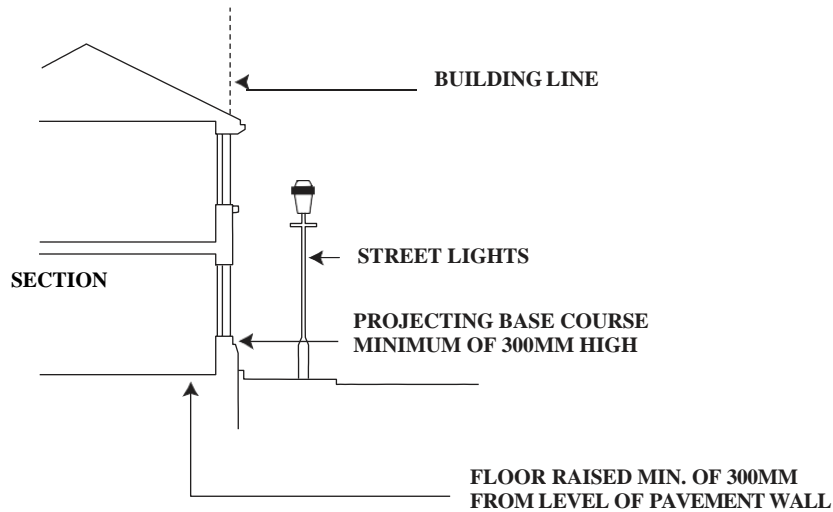 BUILDING LINE
STREET LIGHTS
SECTION
PROJECTING BASE COURSE
MINIMUM OF 300MM HIGH
FLOOR RAISED MIN. OF 300MM
FROM LEVEL OF PAVEMENT WALL